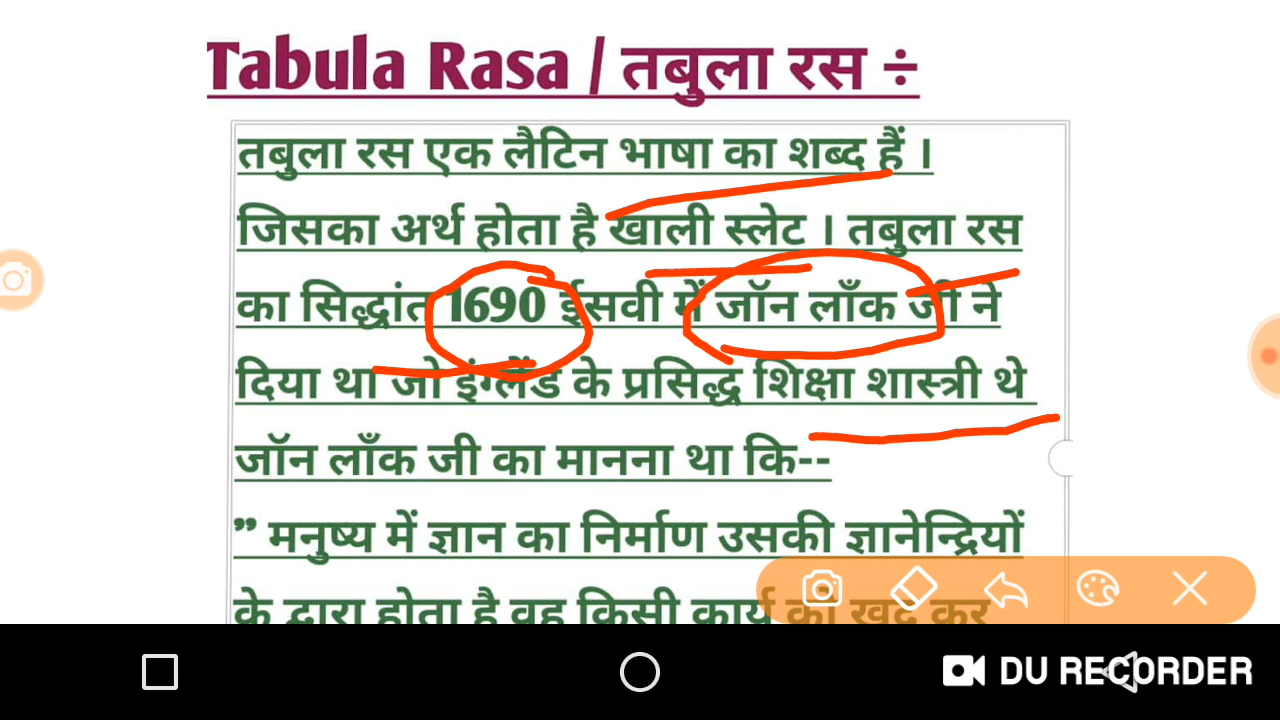 Tabula Rasa / तबुला रस ÷
तबुला रस एक लैटिन भाषा का शब्द हैं ।
जिसका अर्थ होता है खाली स्लेट । तबुला रस
का सिद्धांत 1690 ईसवी में जॉन लाँक जी ने
दिया था जो इंग्लैंड के प्रसिद्ध शिक्षा शास्त्री थे
जॉन लाँक जी का मानना था कि--
” मनुष्य में ज्ञान का निर्माण उसकी ज्ञानेन्द्रियों
के द्वारा होता है वह किसी कार्य को खुद कर
DU RECORDER